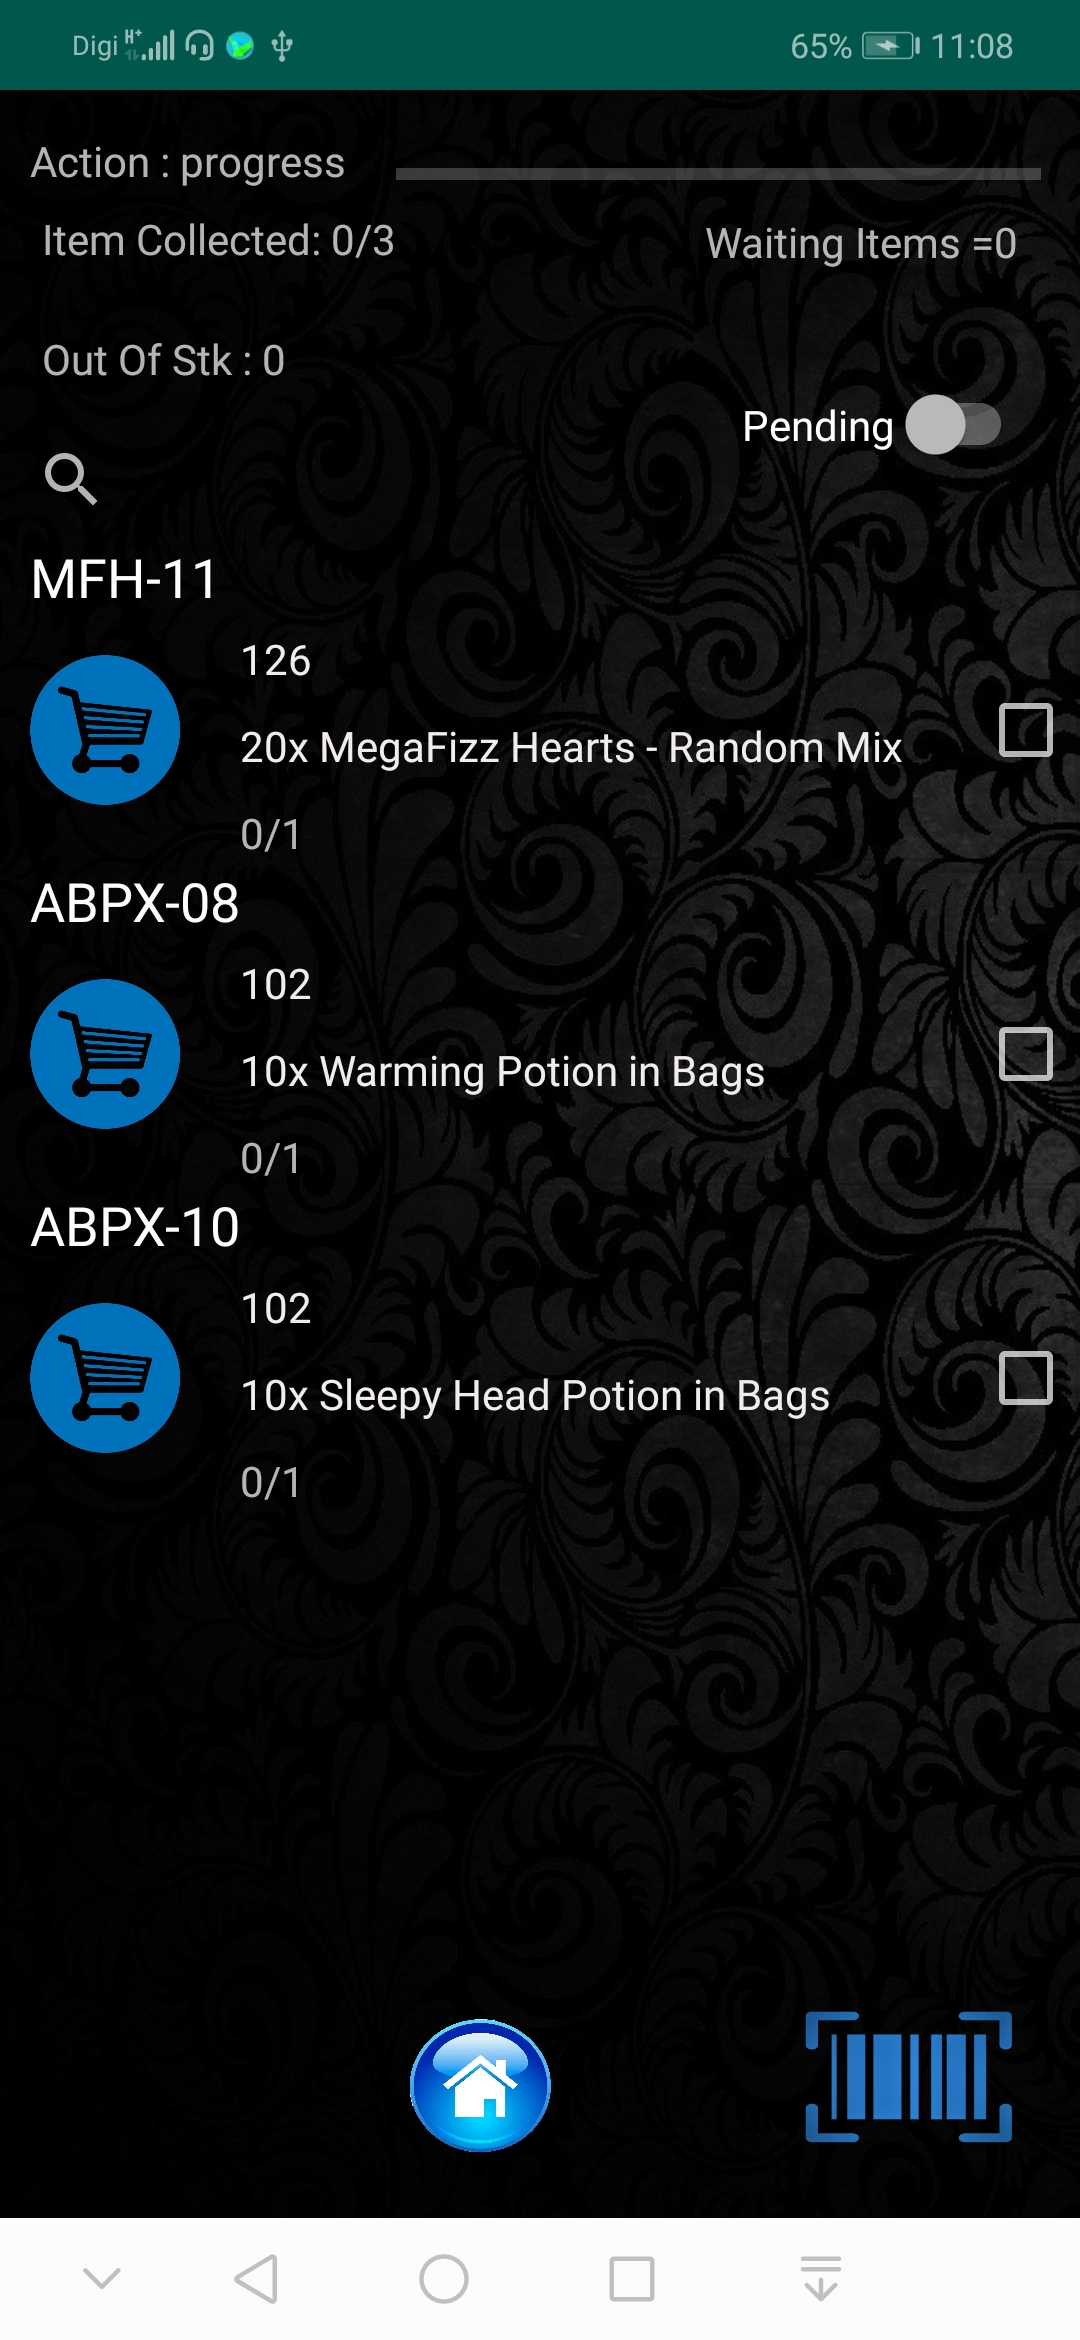 Digi H+ 65% 11:08
Action : progress
Item Collected: 0/3
Waiting Items =0
Out Of Stk : 0
Pending
MFH-11
126
20x MegaFizz Hearts - Random Mix
0/1
ABPX-08
102
10x Warming Potion in Bags
0/1
ABPX-10
102
10x Sleepy Head Potion in Bags
0/1